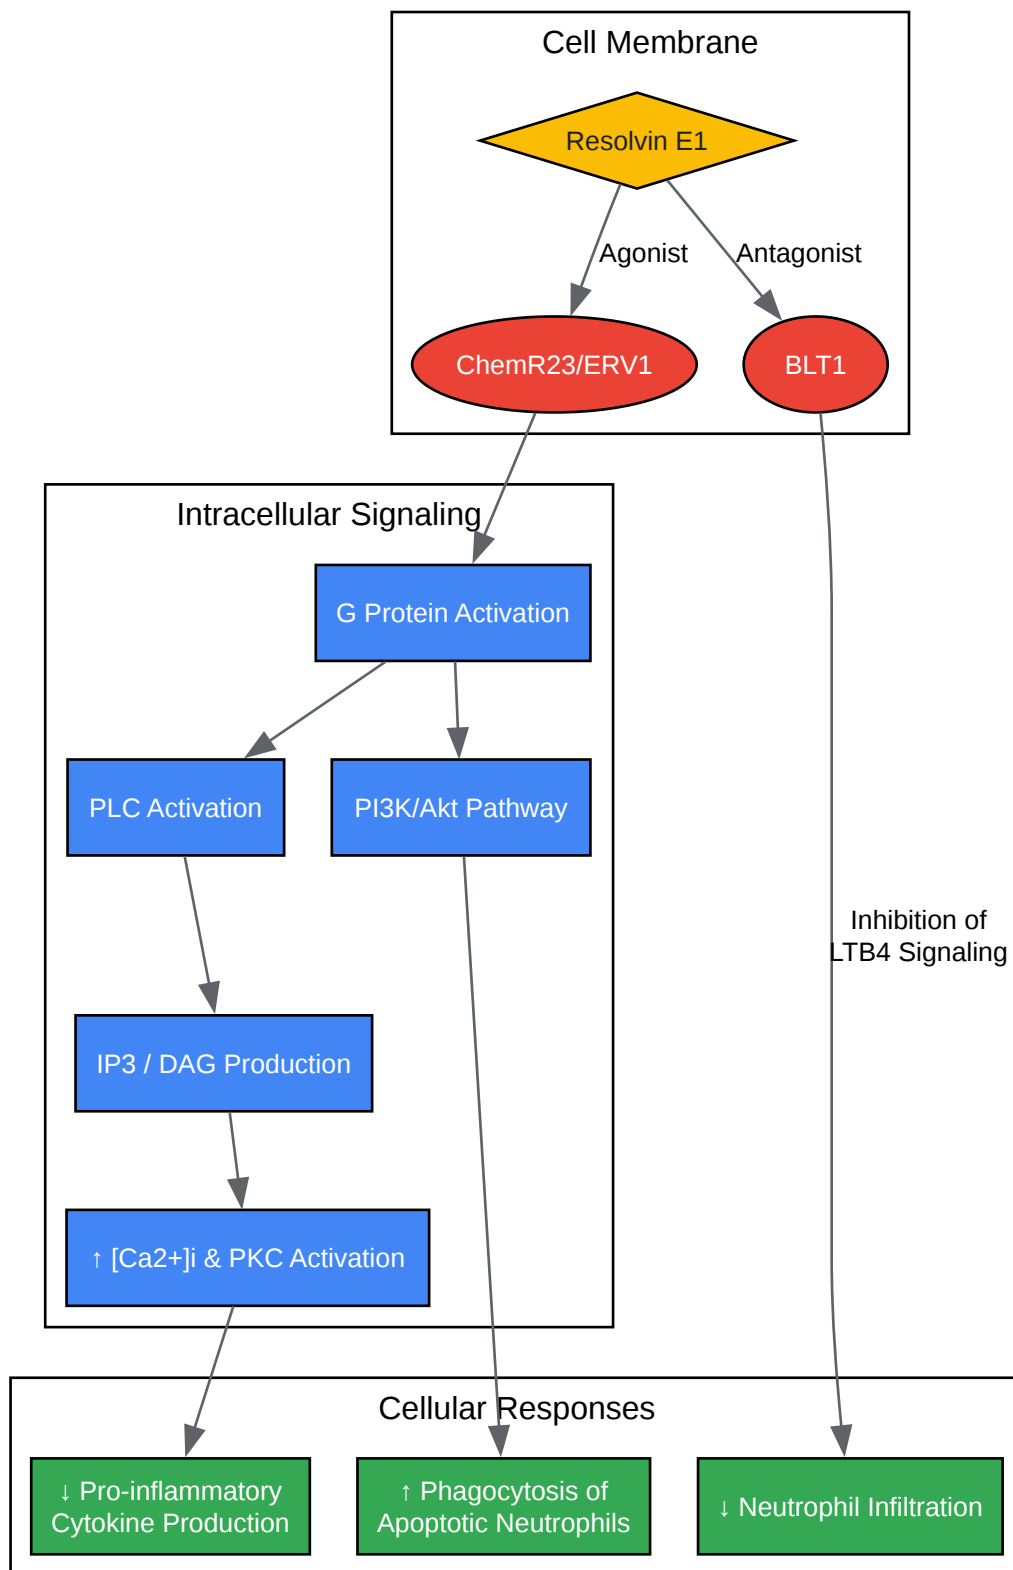 Cell Membrane
Resolvin E1
Agonist
Antagonist
ChemR23/ERV1
BLT1
Intracellular Signaling
G Protein Activation
PLC Activation
PI3K/Akt Pathway
Inhibition of
LTB4 Signaling
IP3 / DAG Production
↑ [Ca2+]i & PKC Activation
Cellular Responses
↓ Pro-inflammatory
Cytokine Production
↑ Phagocytosis of
Apoptotic Neutrophils
↓ Neutrophil Infiltration